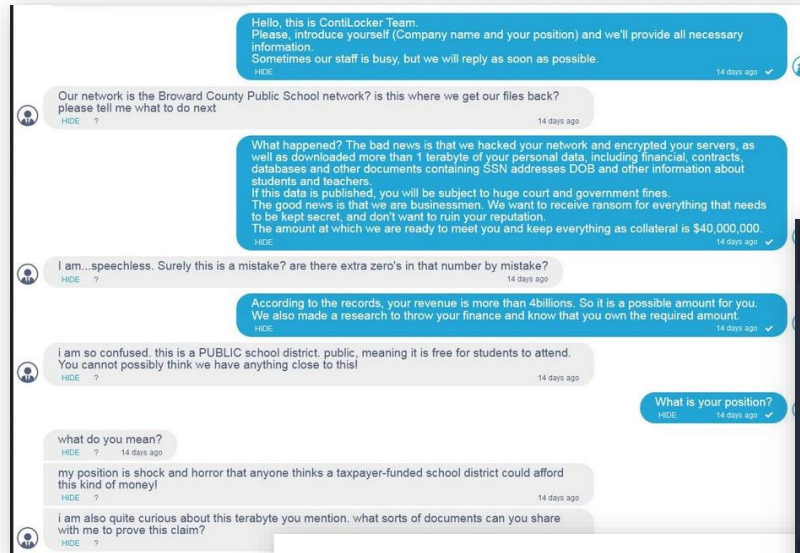 Hello, this is ContiLocker Team.
Please, introduce yourself (Company name and your position) and we'll provide all necessary
information.
Sometimes our staff is busy, but we will reply as soon as possible.
HIDE 14 days ago
Our network is the Broward County Public School network? is this where we get our files back?
please tell me what to do next
HIDE ? 14 days ago
What happened? The bad news is that we hacked your network and encrypted your servers, as
well as downloaded more than 1 terabyte of your personal data, including financial, contracts,
databases and other documents containing SSN addresses DOB and other information about
students and teachers.
If this data is published, you will be subject to huge court and government fines.
The good news is that we are businessmen. We want to receive ransom for everything that needs
to be kept secret, and don't want to ruin your reputation.
The amount at which we are ready to meet you and keep everything as collateral is $40,000,000.
HIDE 14 days ago
I am...speechless. Surely this is a mistake? are there extra zero's in that number by mistake?
HIDE ? 14 days ago
According to the records, your revenue is more than 4billions. So it is a possible amount for you.
We also made a research to throw your finance and know that you own the required amount.
HIDE 14 days ago
i am so confused. this is a PUBLIC school district. public, meaning it is free for students to attend.
You cannot possibly think we have anything close to this!
HIDE ? 14 days ago
What is your position?
HIDE 14 days ago
what do you mean?
HIDE ? 14 days ago
my position is shock and horror that anyone thinks a taxpayer-funded school district could afford
this kind of money!
HIDE ? 14 days ago
i am also quite curious about this terabyte you mention. what sorts of documents can you share
with me to prove this claim?
HIDE ?